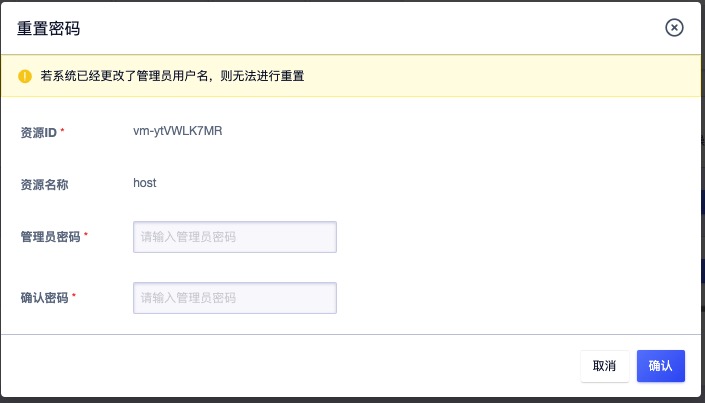 重置密码
若系统已经更改了管理员用户名，则无法进行重置
资源ID *
vm-ytVWLK7MR
资源名称
host
管理员密码 *
请输入管理员密码
确认密码 *
请输入管理员密码
取消
确认